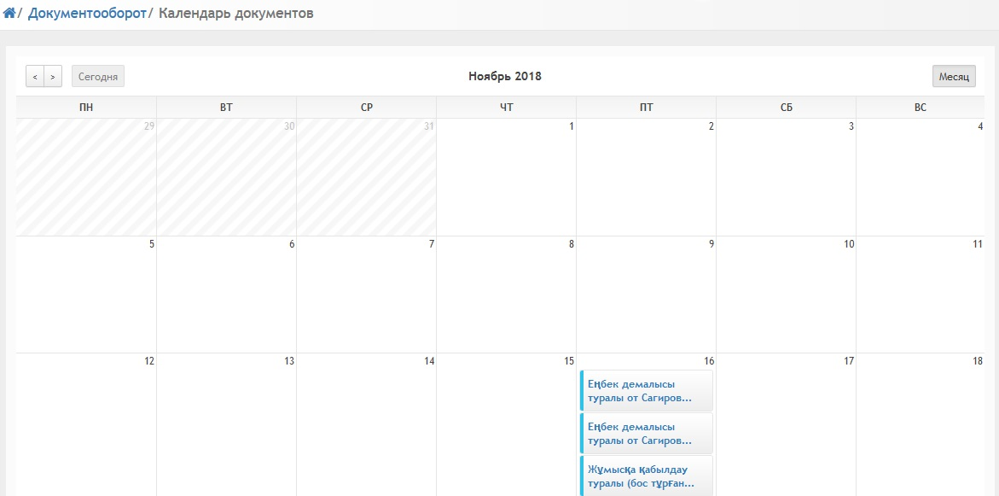 / Документооборот/ Календарь документов
< > Сегодня Ноябрь 2018 Месяц
ПН ВТ СР ЧТ ПТ СБ ВС
29 30 31 1 2 3 4
5 6 7 8 9 10 11
12 13 14 15 16 17 18
Еңбек демалысы
туралы от Сагиров...
Еңбек демалысы
туралы от Сагиров...
Жұмысқа қабылдау
туралы (бос тұрған...